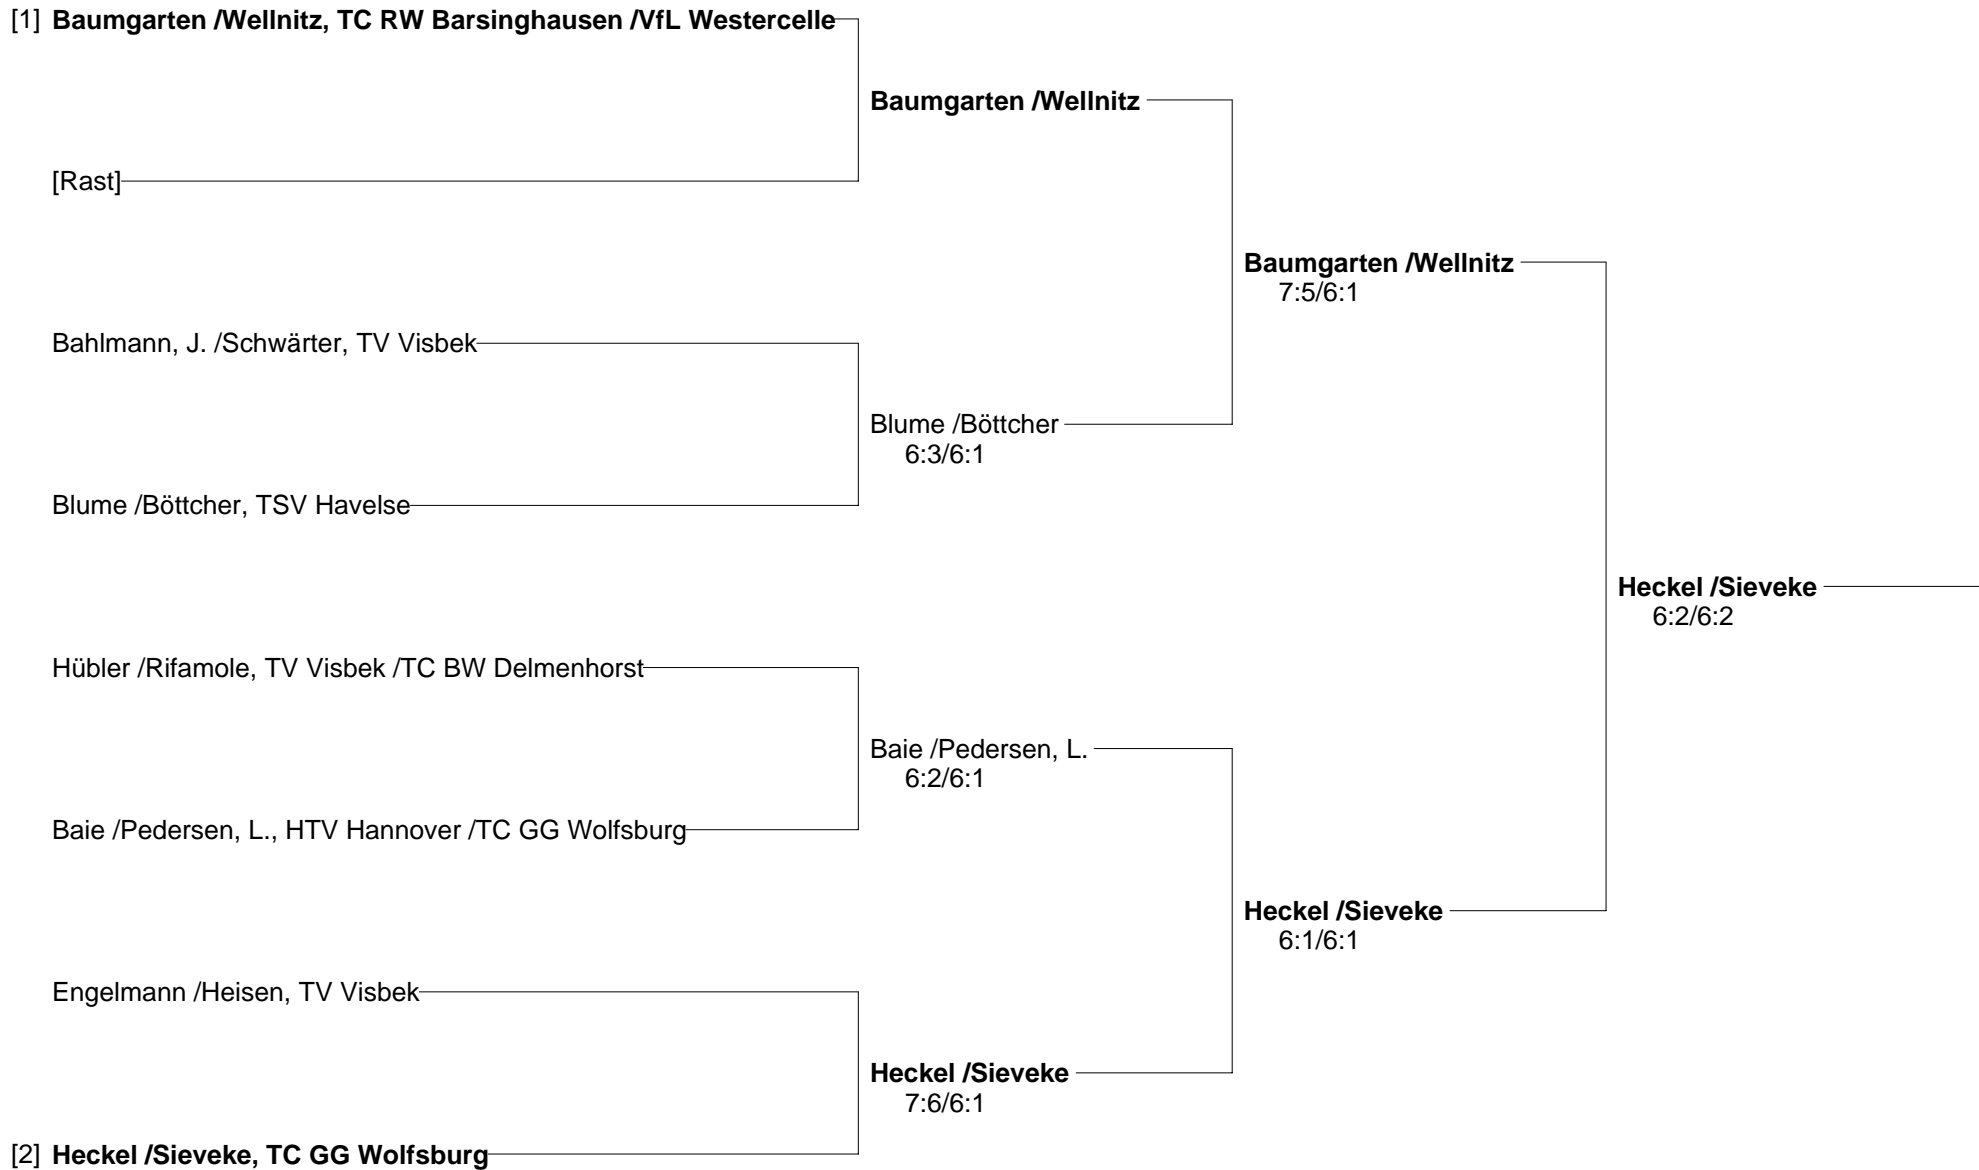 [1] Baumgarten /Wellnitz, TC RW Barsinghausen /VfL Westercelle
Baumgarten /Wellnitz
[Rast]
Baumgarten /Wellnitz
7:5/6:1
Bahlmann, J. /Schwärter, TV Visbek
Blume /Böttcher
6:3/6:1
Blume /Böttcher, TSV Havelse
Heckel /Sieveke
6:2/6:2
Hübler /Rifamole, TV Visbek /TC BW Delmenhorst
Baie /Pedersen, L.
6:2/6:1
Baie /Pedersen, L., HTV Hannover /TC GG Wolfsburg
Heckel /Sieveke
6:1/6:1
Engelmann /Heisen, TV Visbek
Heckel /Sieveke
7:6/6:1
[2] Heckel /Sieveke, TC GG Wolfsburg